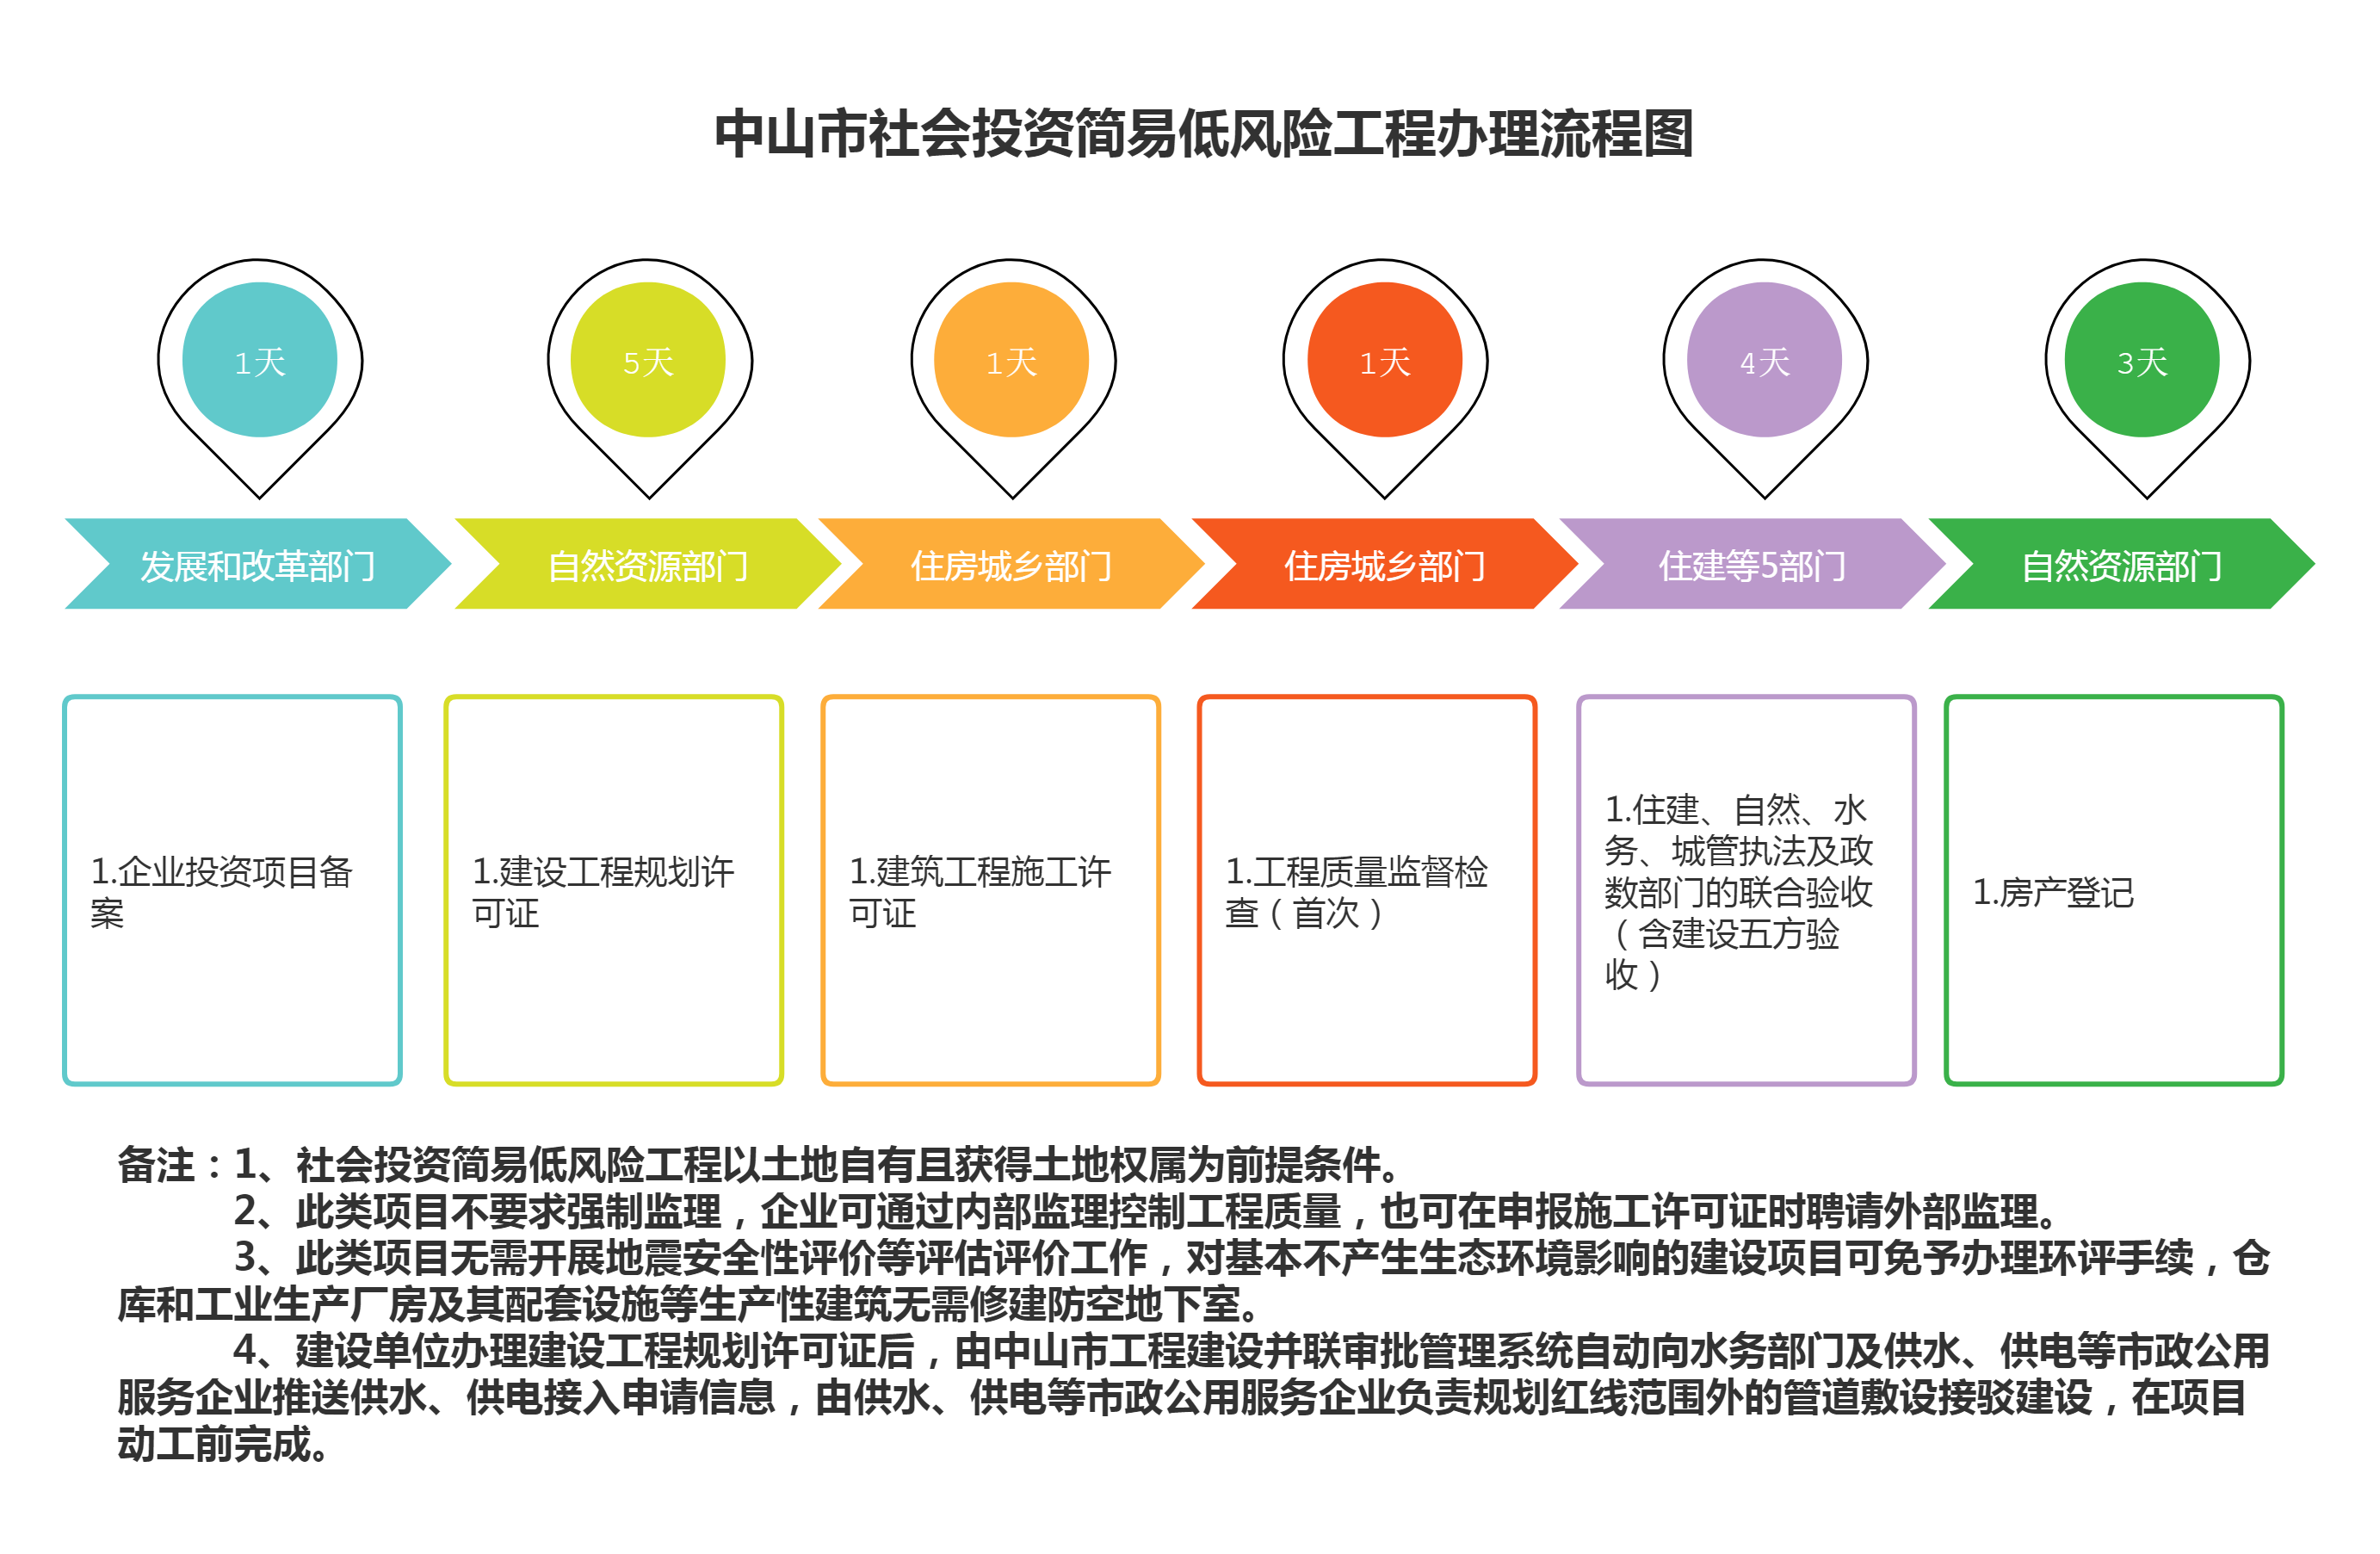 中山市社会投资简易低风险工程办理流程图
1天
5天
1天
1天
4天
3天
发展和改革部门
自然资源部门
住房城乡部门
住房城乡部门
住建等5部门
自然资源部门
1.企业投资项目备
案
1.建设工程规划许
可证
1.建筑工程施工许
可证
1.工程质量监督检
查（首次）
1.住建、自然、水
务、城管执法及政
数部门的联合验收
（含建设五方验
收）
1.房产登记
备注：1、社会投资简易低风险工程以土地自有且获得土地权属为前提条件。
2、此类项目不要求强制监理，企业可通过内部监理控制工程质量，也可在申报施工许可证时聘请外部监理。
3、此类项目无需开展地震安全性评价等评估评价工作，对基本不产生生态环境影响的建设项目可免予办理环评手续，仓
库和工业生产厂房及其配套设施等生产性建筑无需修建防空地下室。
4、建设单位办理建设工程规划许可证后，由中山市工程建设并联审批管理系统自动向水务部门及供水、供电等市政公用
服务企业推送供水、供电接入申请信息，由供水、供电等市政公用服务企业负责规划红线范围外的管道敷设接驳建设，在项目
动工前完成。